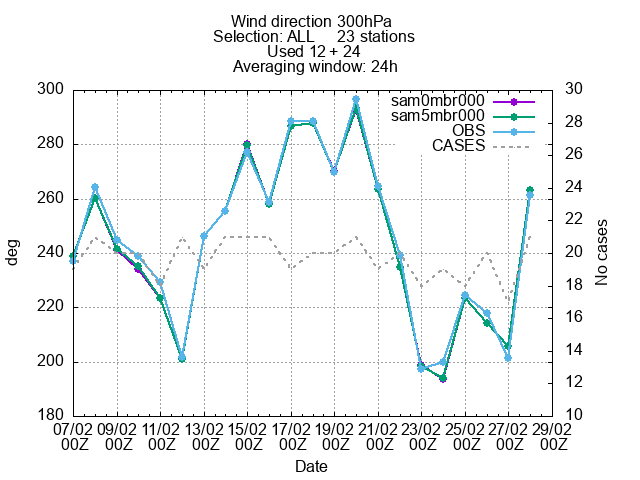 Wind direction 300hPa
Selection: ALL 23 stations
Used 12 + 24
Averaging window: 24h
sam0mbr000
sam5mbr000
OBS
CASES
300
280
260
240
220
200
180
deg
30
28
26
24
22
20
18
16
14
12
10
No cases
07/02 09/02 11/02 13/02 15/02 17/02 19/02 21/02 23/02 25/02 27/02 29/02
00Z 00Z 00Z 00Z 00Z 00Z 00Z 00Z 00Z 00Z 00Z 00Z
Date